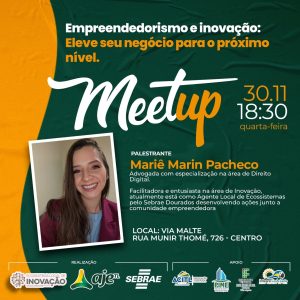 Empreendedorismo e inovação:
Eleve seu negócio para o próximo
nível.
Meetup
30.11
18:30
quarta-feira
PALESTRANTE
Mariê Marin Pacheco
Advogada com especialização na área de Direito
Digital.
Facilitadora e entusiasta na área de Inovação,
atualmente está como Agente Local de Ecossistemas
pelo Sebrae Dourados desenvolvendo ações junto a
comunidade empreendedora
LOCAL: VIA MALTE
RUA MUNIR THOMÉ, 726 - CENTRO
REALIZAÇÃO
APOIO
INOVAÇÃO
aje
SEBRAE